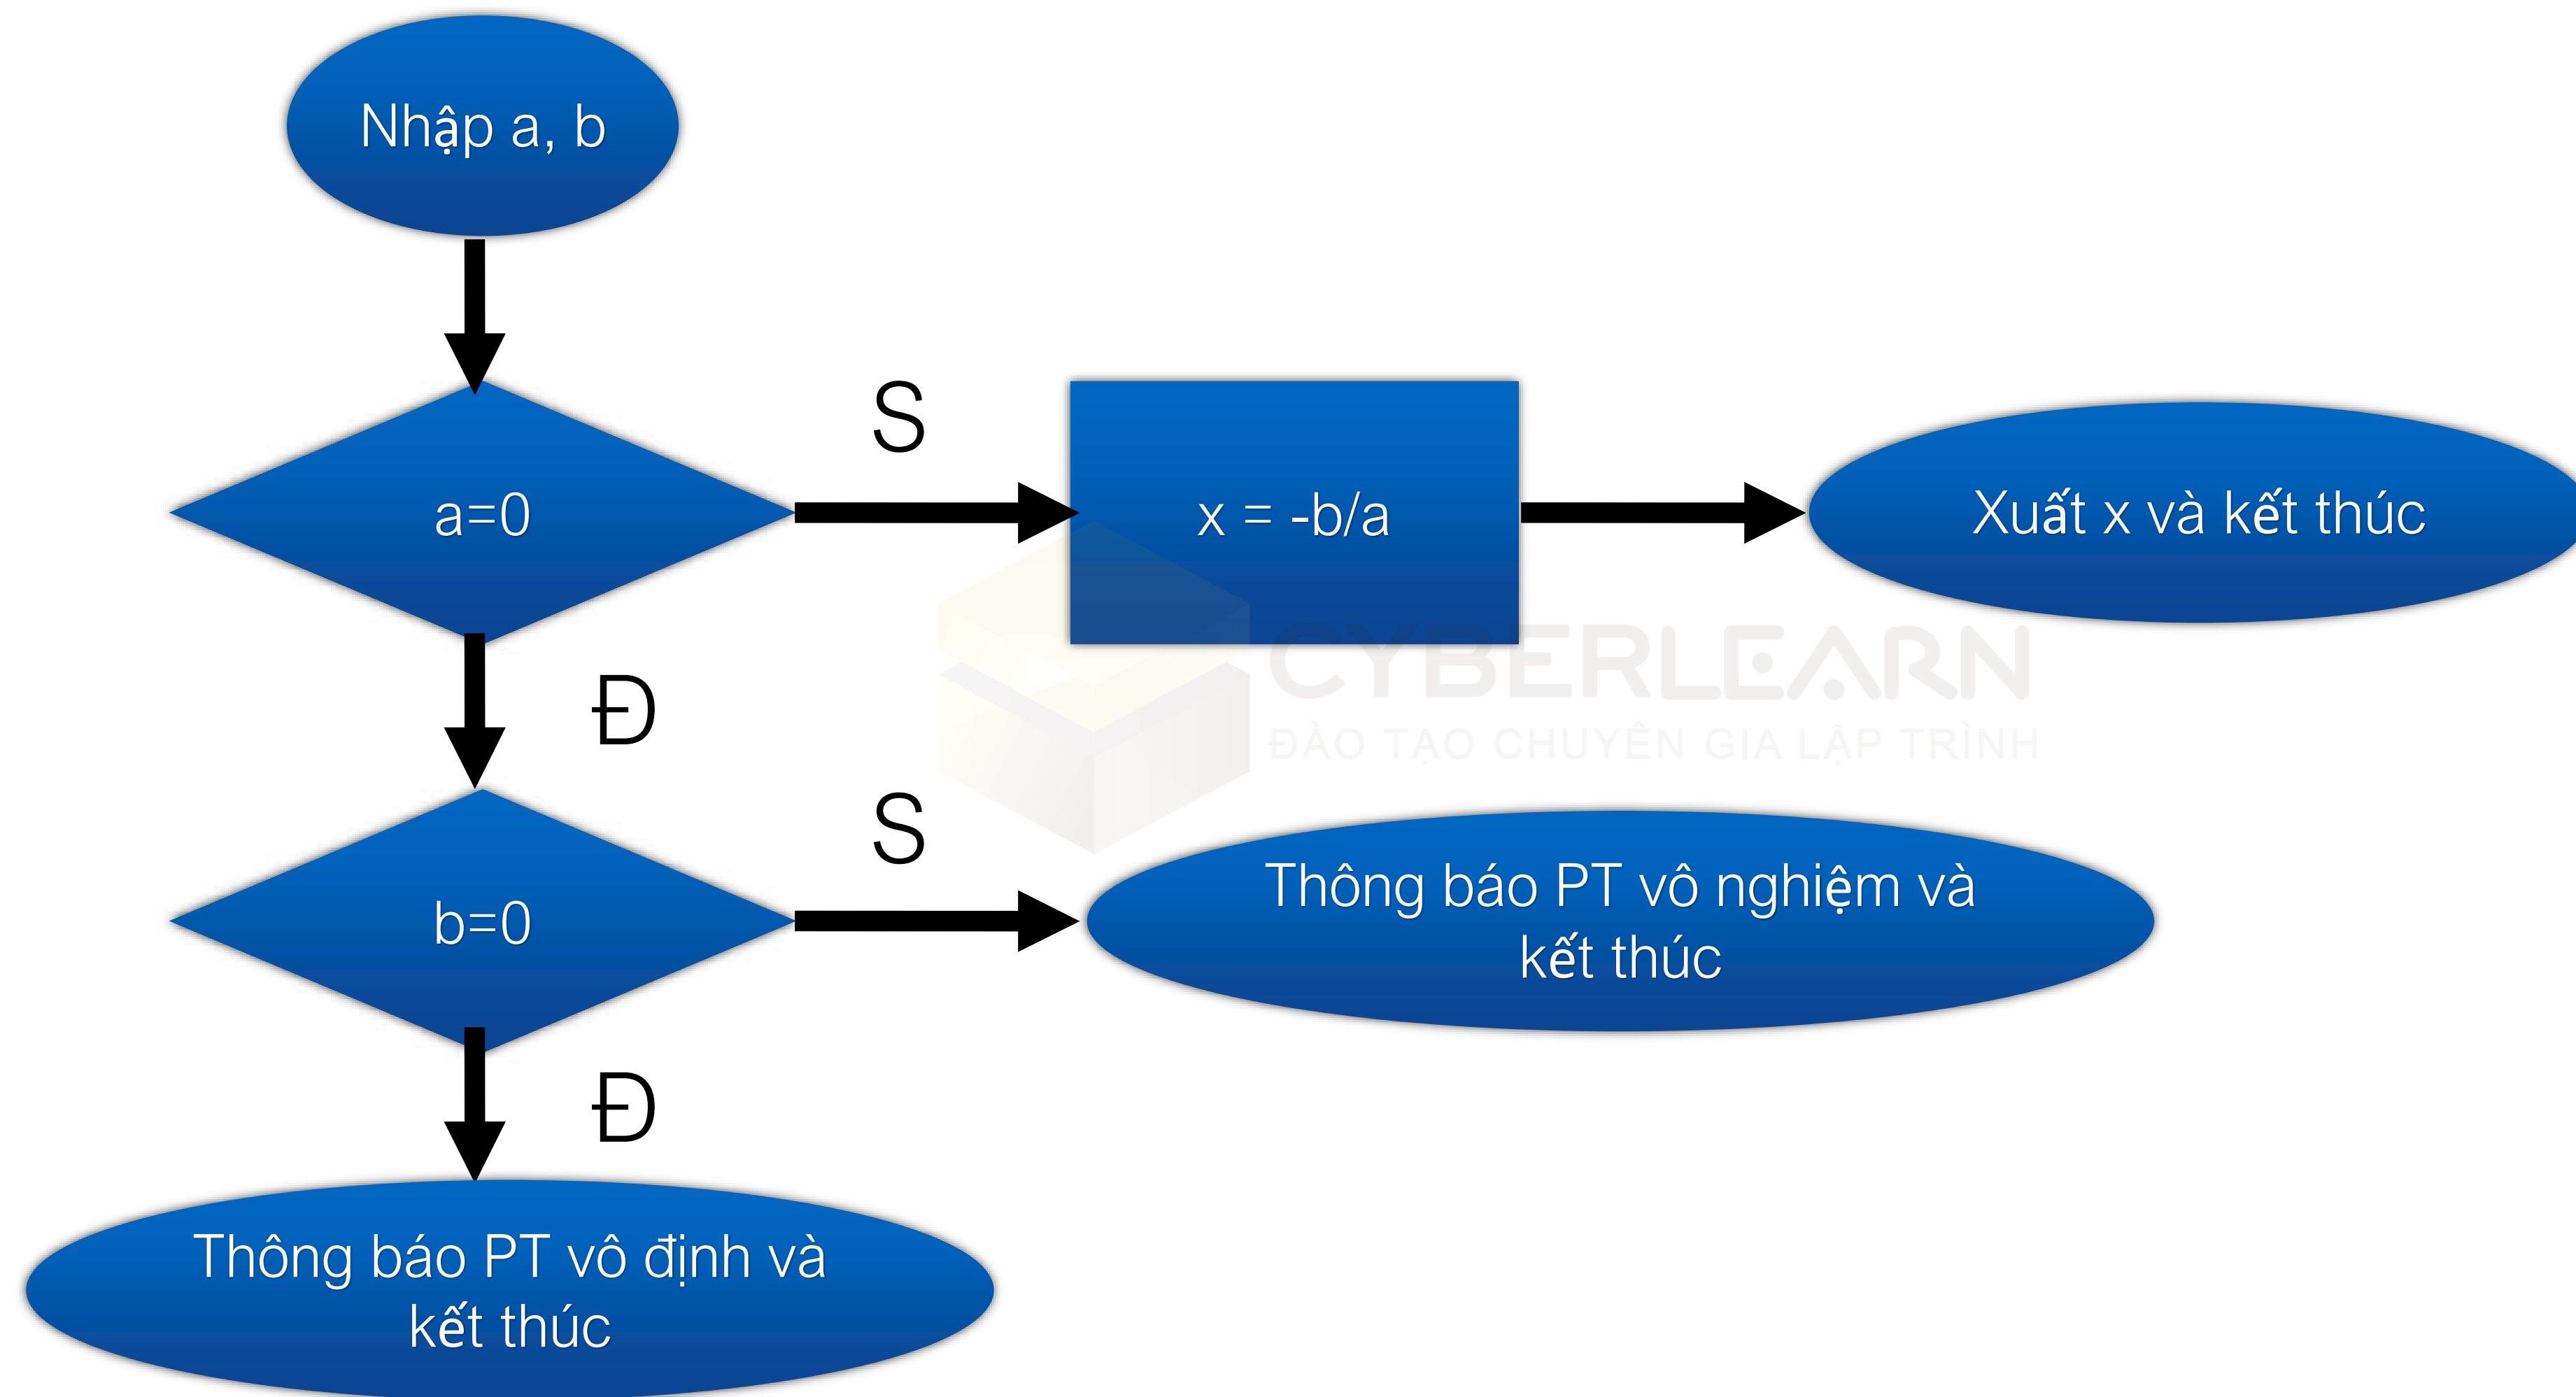 Nhập a, b
S
a=0
x = -b/a
Xuất x và kết thúc
CYBERLEARN
ĐÀO TẠO CHUYÊN GIA LẬP TRÌNH
Đ
S
b=0
Thông báo PT vô nghiệm và
kết thúc
Đ
Thông báo PT vô định và
kết thúc